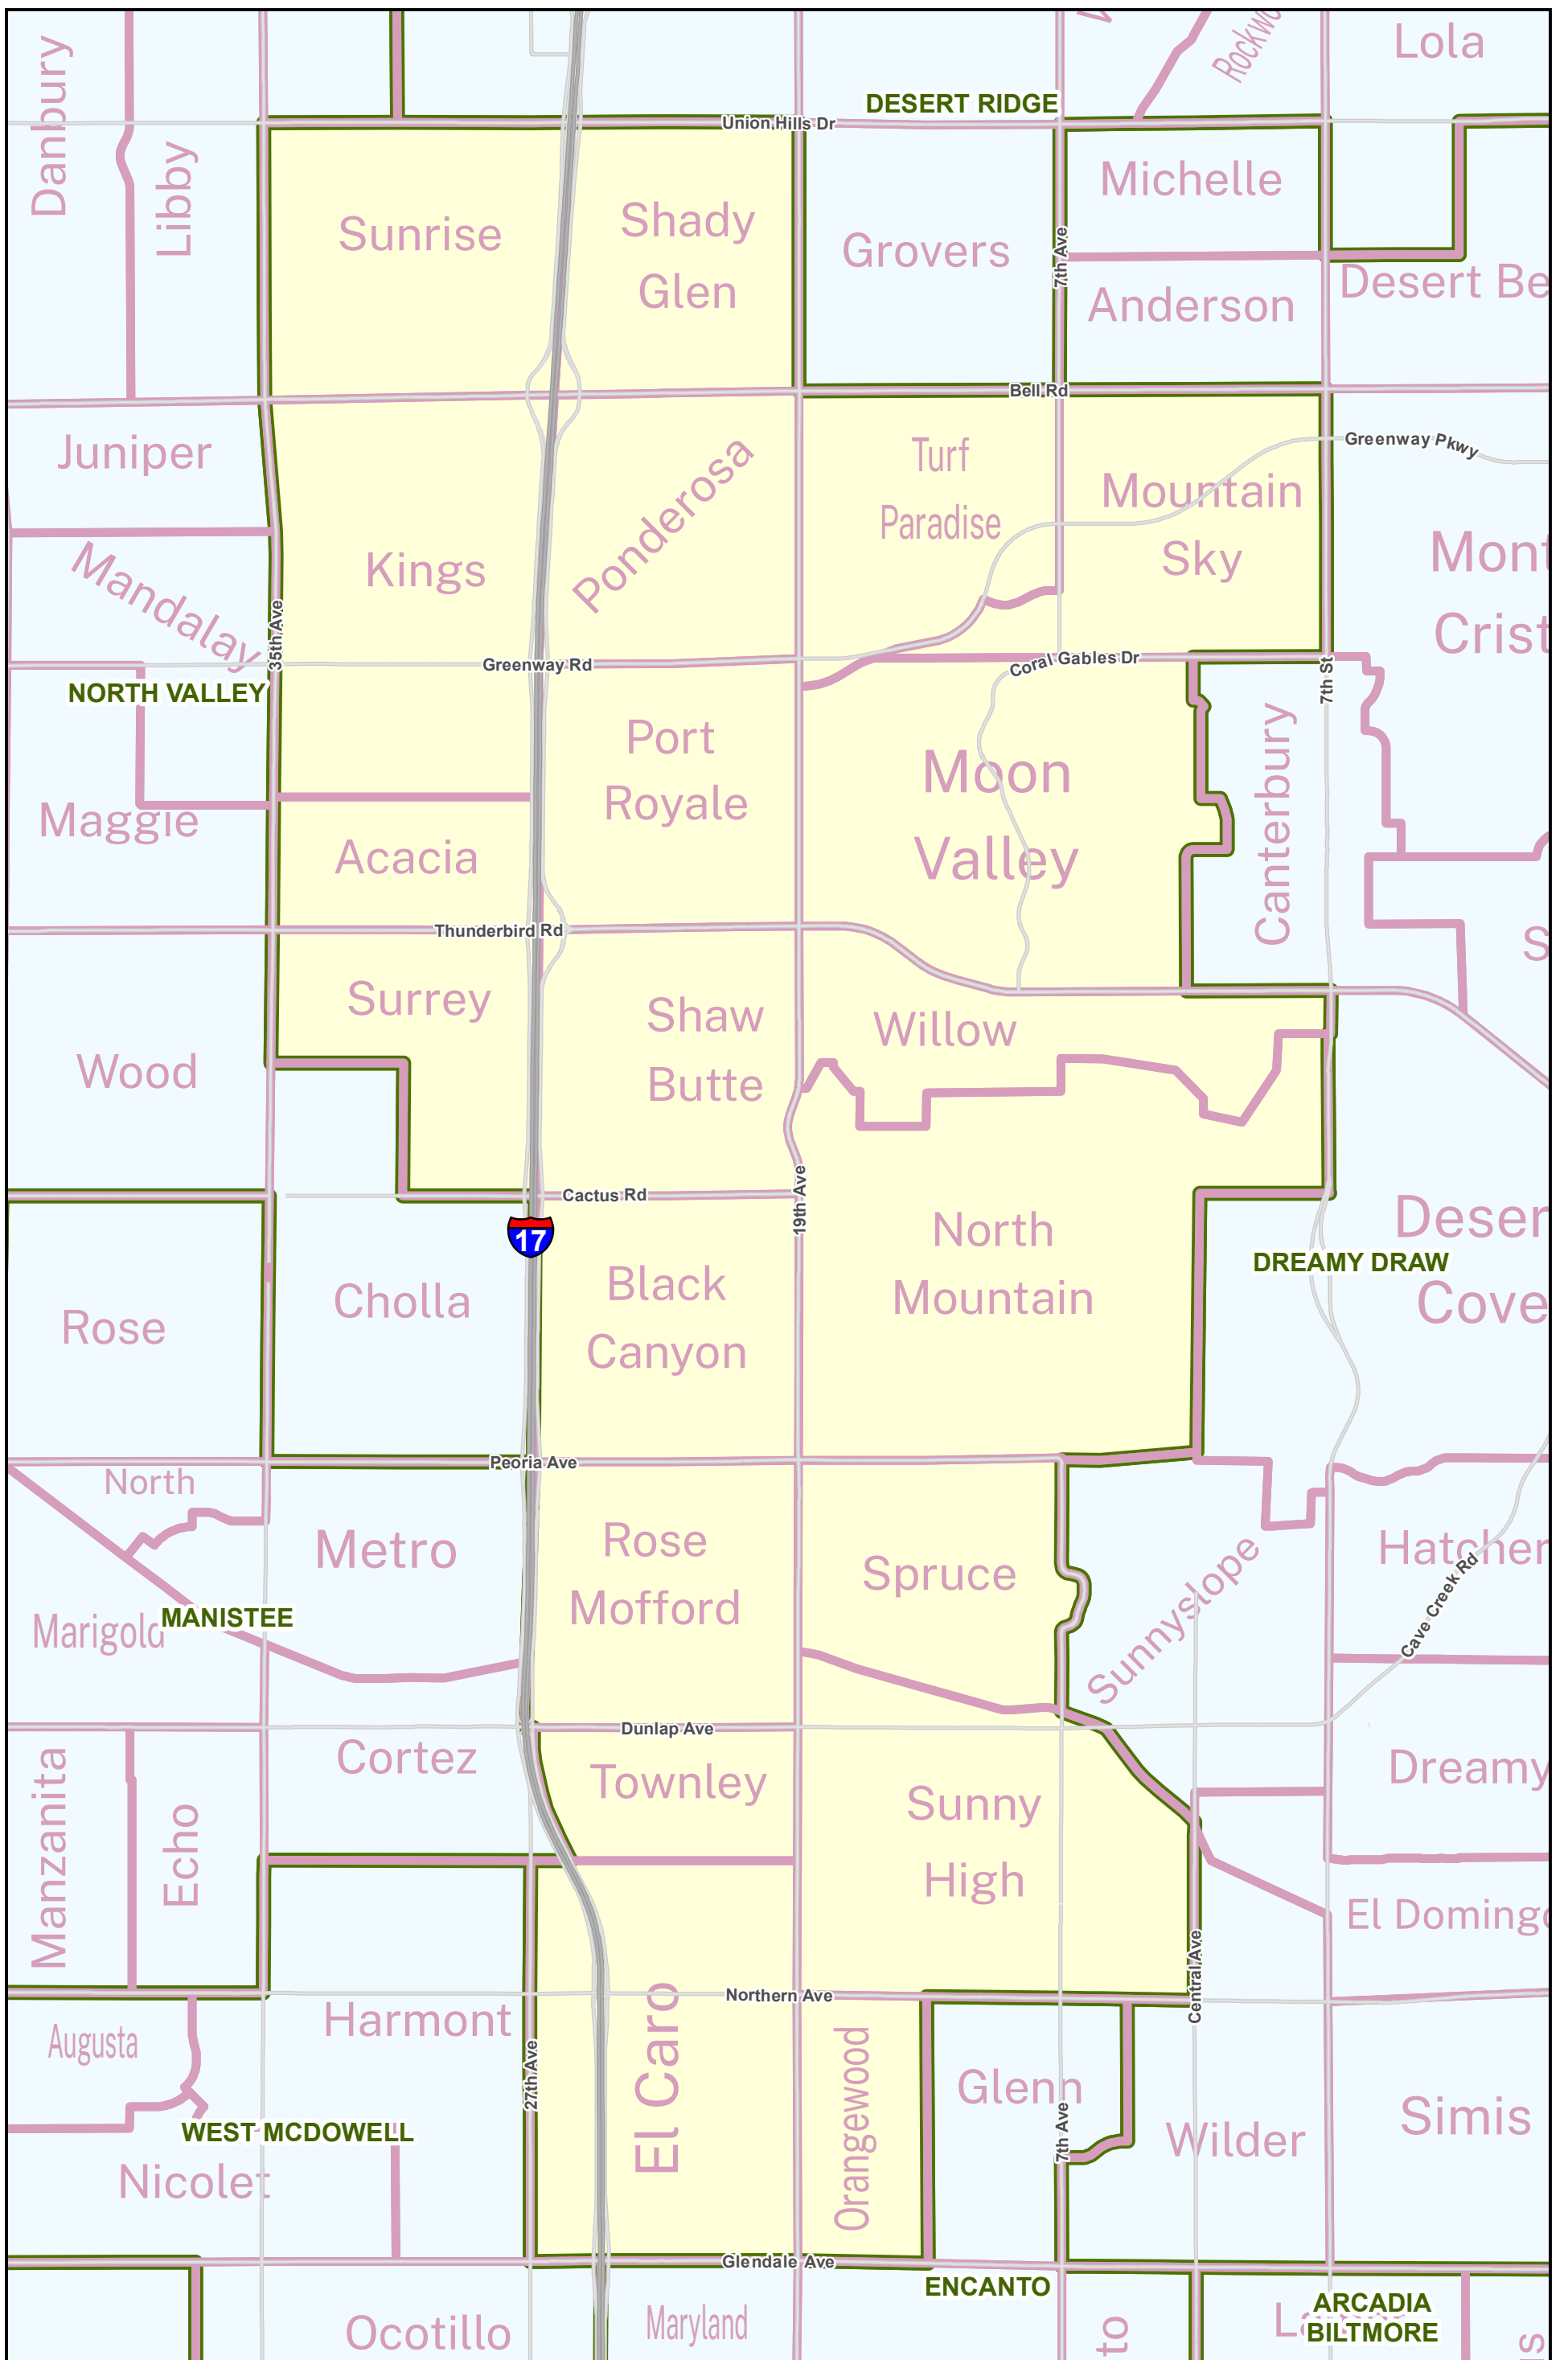 Danbury
Libby
Rockwo
Lola
DESERT RIDGE
Union Hills Dr
Sunrise
Shady
Glen
Grovers
7th Ave
Michelle
Anderson
Desert Be
Bell Rd
Juniper
Mandalay
Kings
Ponderosa
Turf
Paradise
Mountain
Sky
Greenway Pkwy
Mont
Crist
35th Ave
Greenway Rd
Coral Gables Dr
7th St
NORTH VALLEY
Maggie
Port
Royale
Moon
Valley
Canterbury
Acacia
Thunderbird Rd
S
Wood
Surrey
Shaw
Butte
Willow
Cactus Rd
19th Ave
17
Rose
Cholla
Black
Canyon
North
Mountain
DREAMY DRAW
Deser
Cove
Peoria Ave
North
Metro
Marigold
MANISTEE
Rose
Mofford
Spruce
Sunnyslope
Hatcher
Cave Creek Rd
Dunlap Ave
Manzanita
Echo
Cortez
Townley
Sunny
High
Dreamy
El Domingo
Central Ave
Northern Ave
Augusta
Harmont
27th Ave
El Caro
Orangewood
Glenn
7th Ave
Wilder
Simis
WEST MCDOWELL
Nicolet
Glendale Ave
ENCANTO
ARCADIA
BILTMORE
Ocotillo
Maryland
to
s